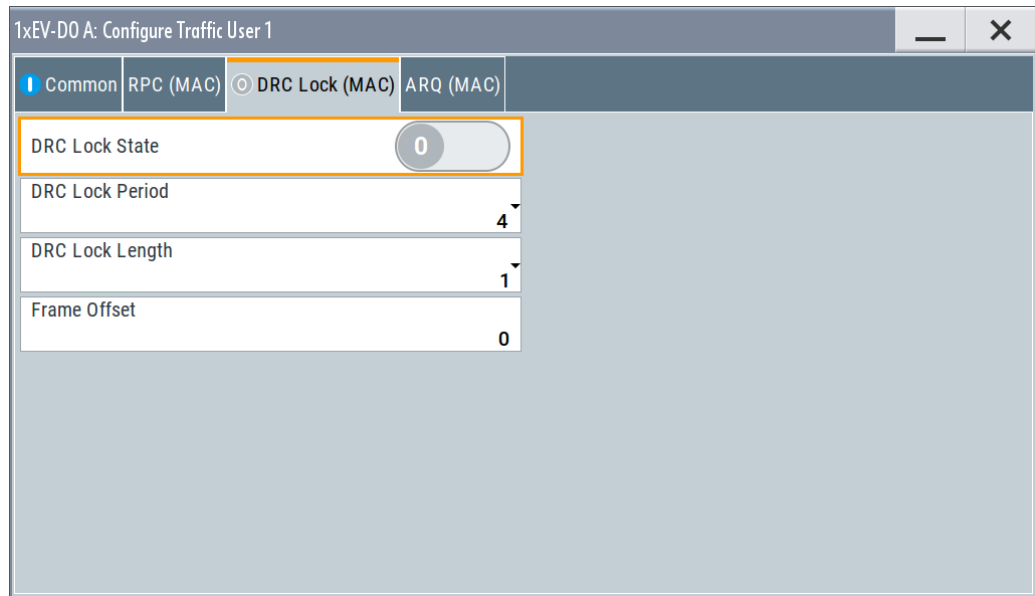 1xEV-DO A: Configure Traffic User 1
Common RPC (MAC) DRC Lock (MAC) ARQ (MAC)
DRC Lock State 0
DRC Lock Period
4
DRC Lock Length
1
Frame Offset
0